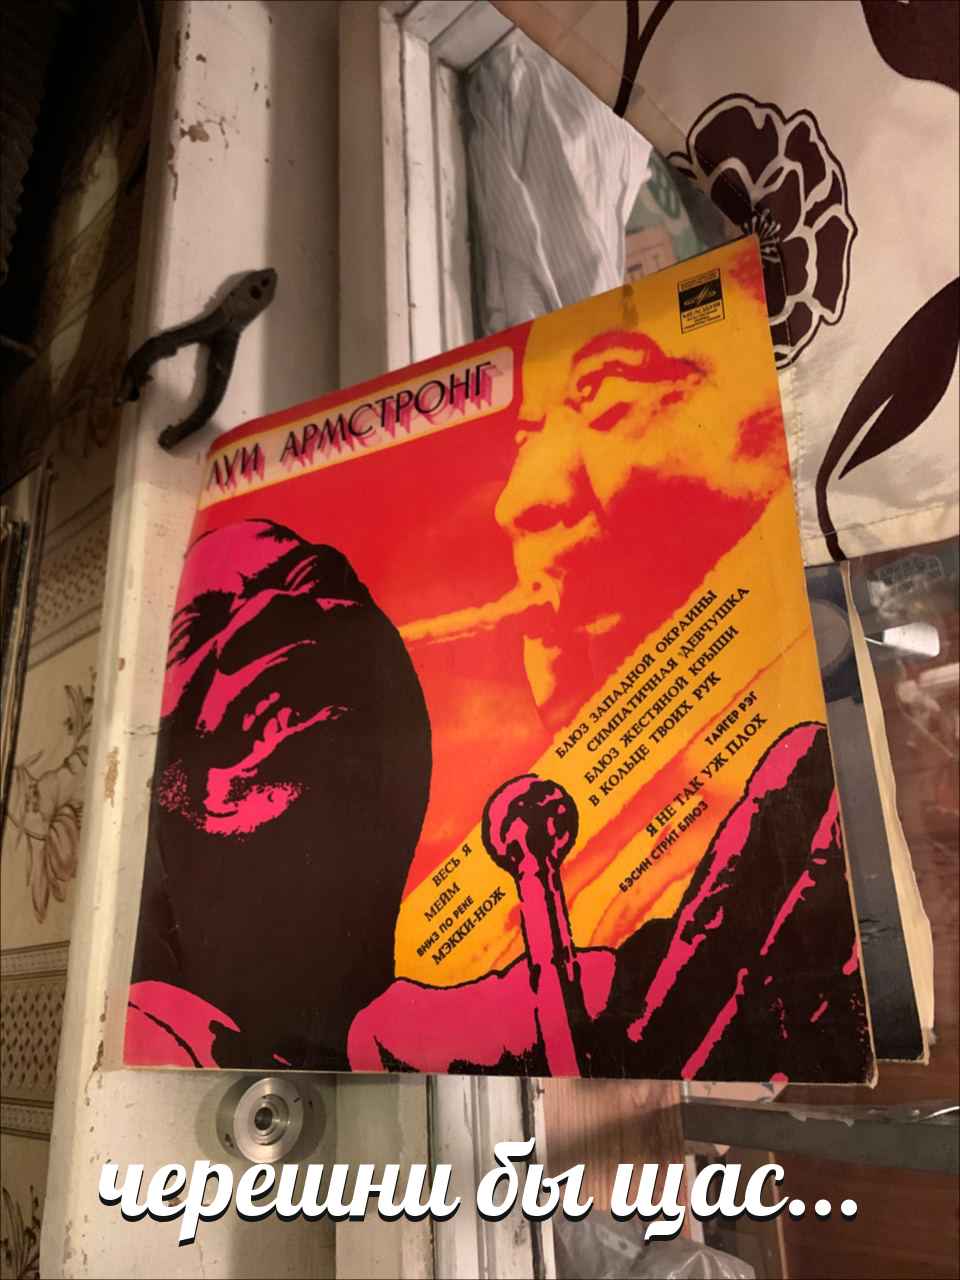 ЛУИ АРМСТРОНГ
МЕЛОДИЯ
БЛЮЗ ЗАПАДНОЙ ОКРАИНЫ
СИМПАТИЧНАЯ ДЕВЧУШКА
БЛЮЗ ЖЕСТЯНОЙ КРЫШИ
В КОЛЬЦЕ ТВОИХ РУК
ТАЙГЕР РЭГ
Я НЕ ТАК УЖ ПЛОХ
БЭСИН СТРИТ БЛЮЗ
ВЕСЬ Я
МЕЙМ
ВНИЗ ПО РЕКЕ
МЭККИ-НОЖ
черешни бы щас...